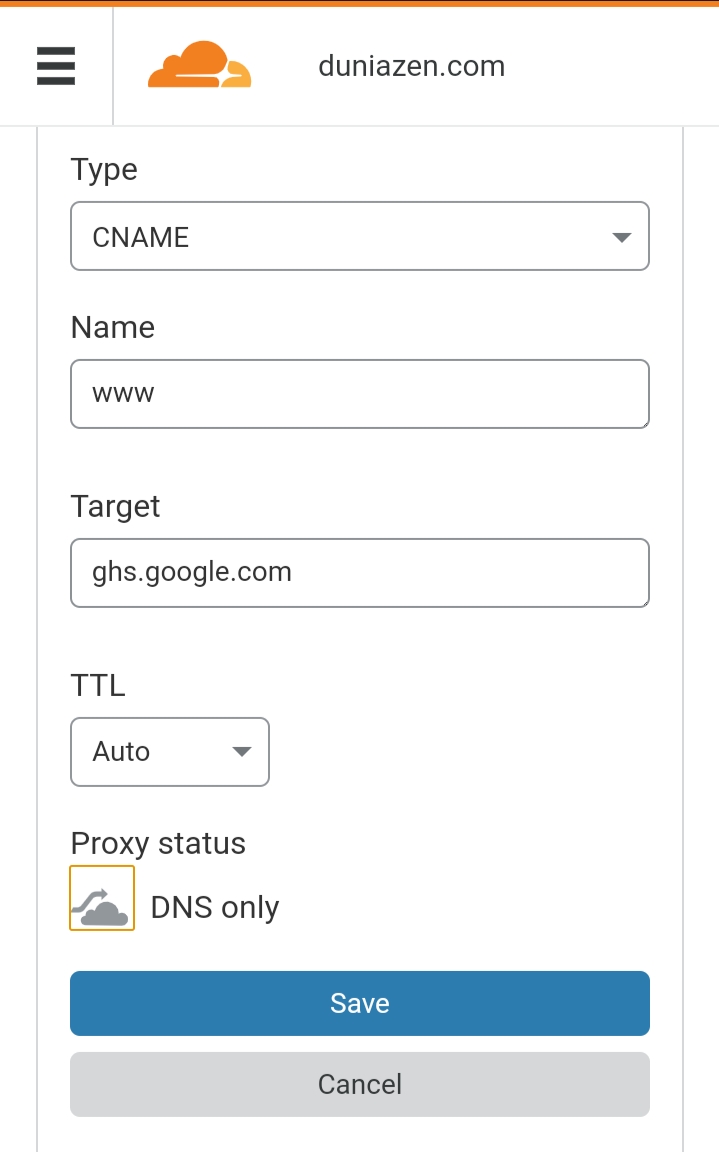 duniazen.com
Type
CNAME
Name
www
Target
ghs.google.com
TTL
Auto
Proxy status
DNS only
Save
Cancel